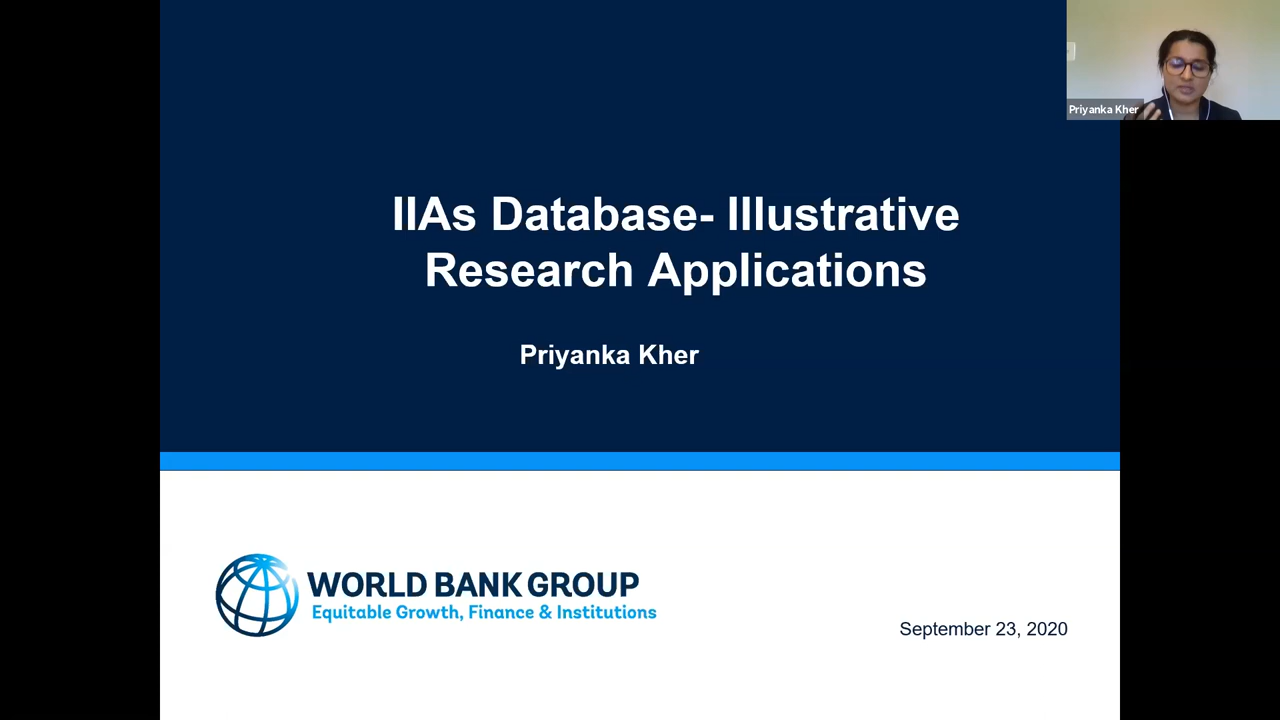 Priyanka Kher
IIAs Database- Illustrative
Research Applications
Priyanka Kher
WORLD BANK GROUP
Equitable Growth, Finance & Institutions
September 23, 2020